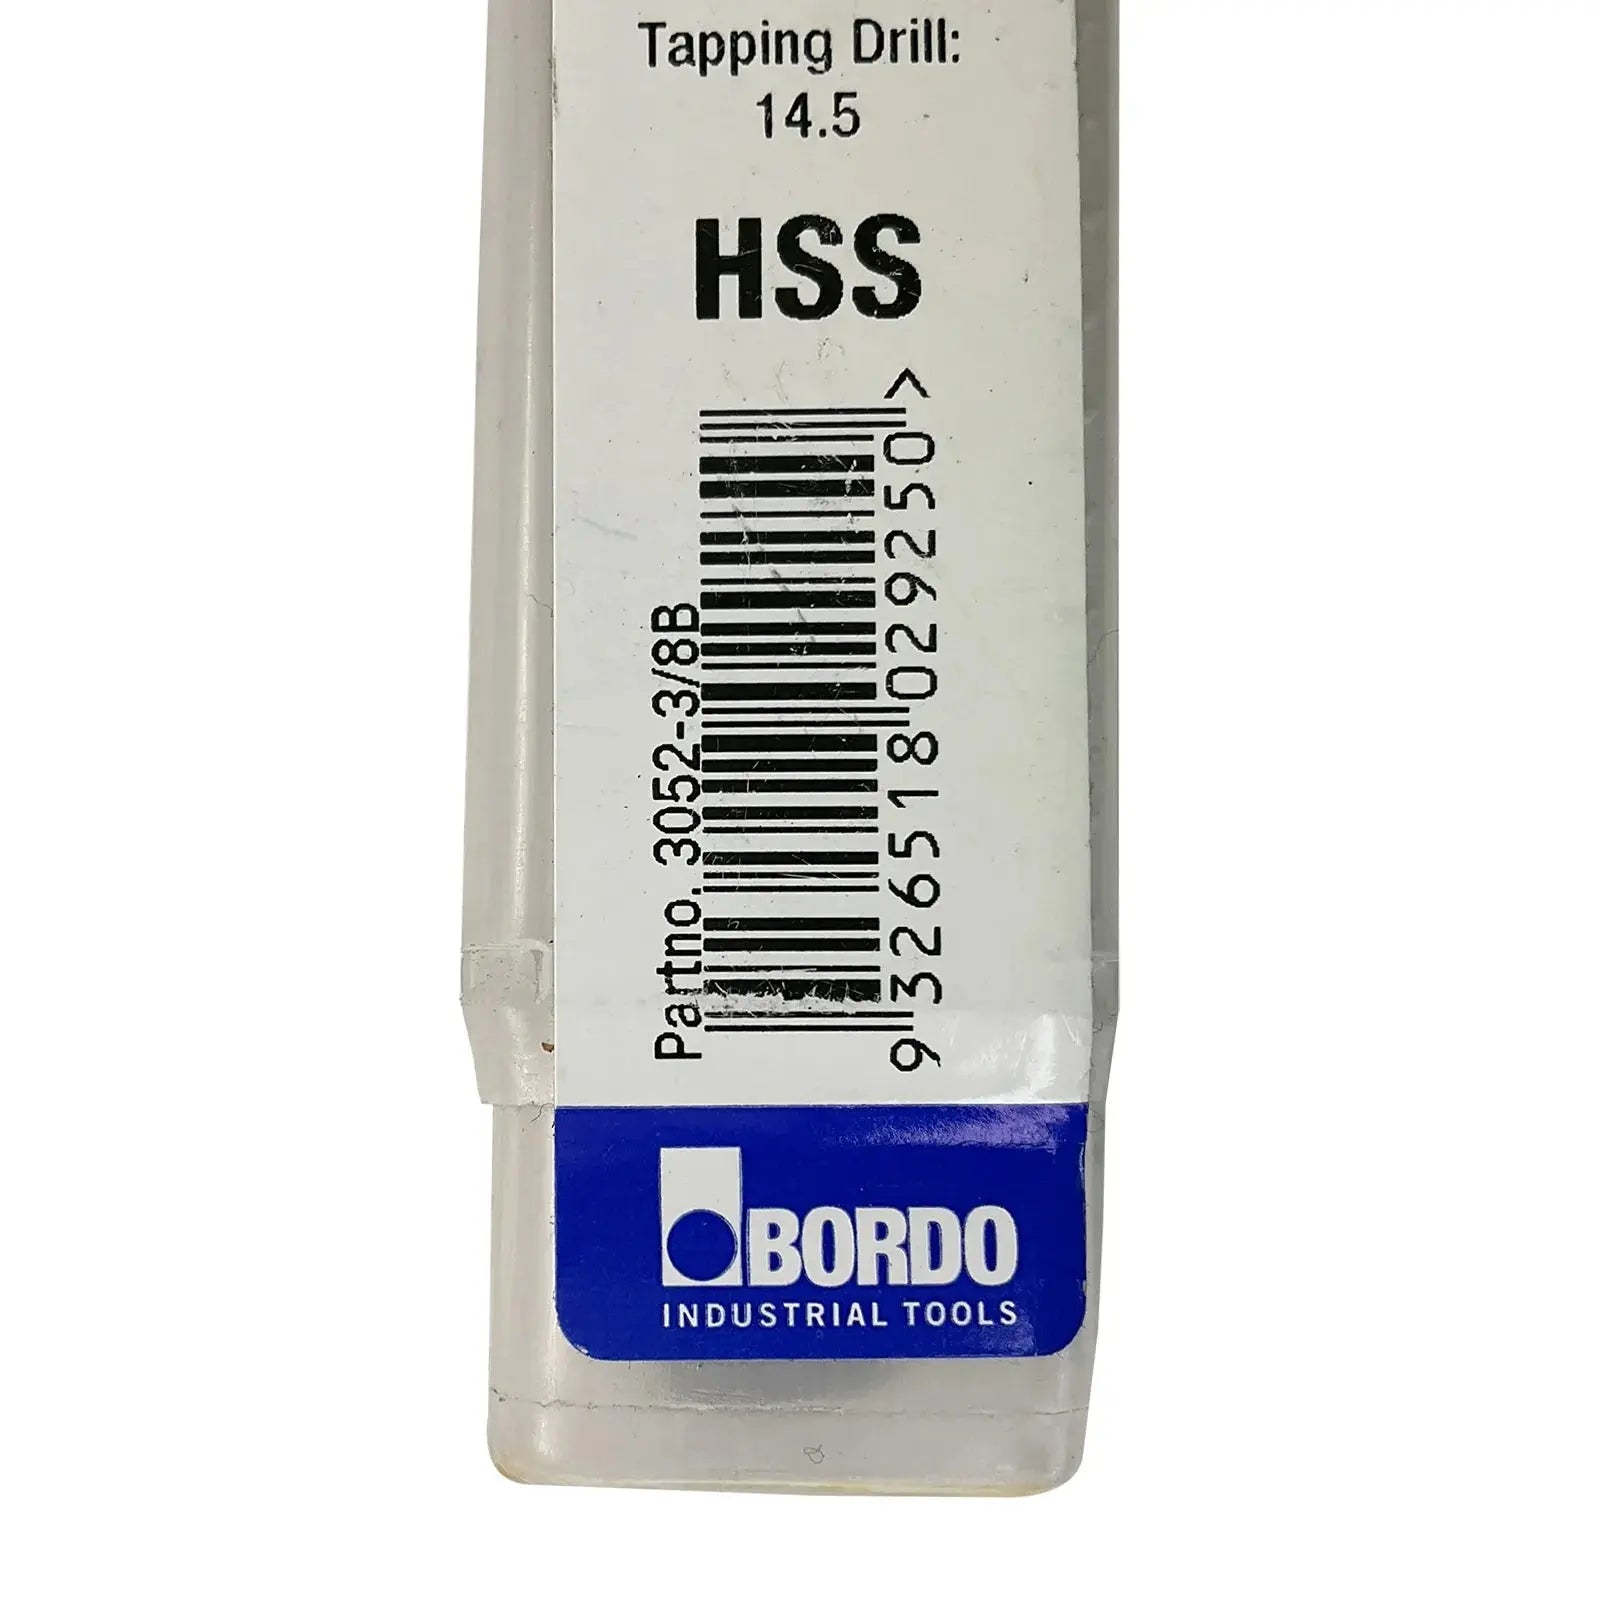 Tapping Drill:
14.5
HSS
Partno. 3052-3/8B
9 326518 029250 >
BORDO
INDUSTRIAL TOOLS